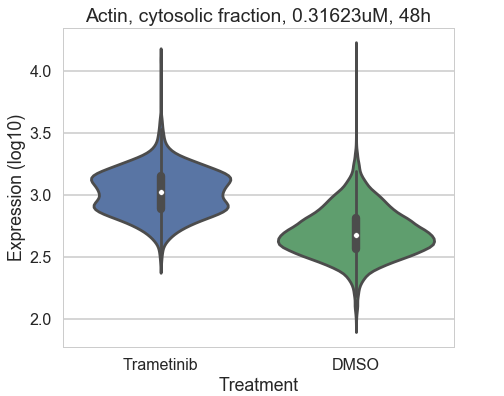 Actin, cytosolic fraction, 0.31623uM, 48h
Expression (log10)
4.0
3.5
3.0
2.5
2.0
Trametinib DMSO
Treatment